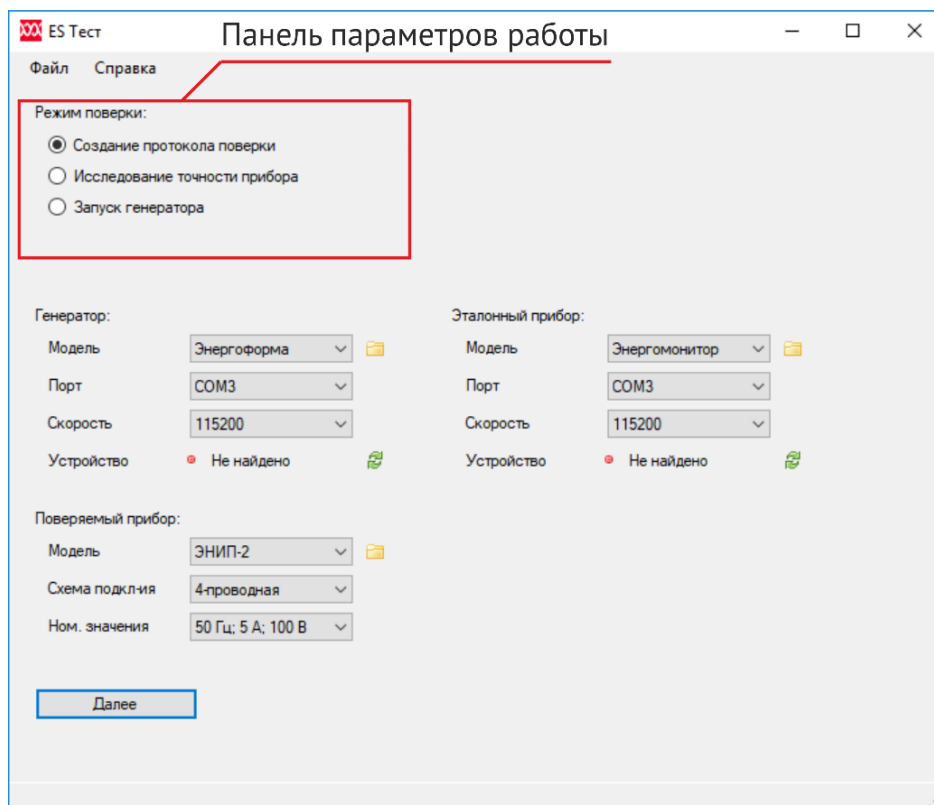 ES Тест
Панель параметров работы
Файл Справка
Режим поверки:
Создание протокола поверки
Исследование точности прибора
Запуск генератора
Генератор:
Модель Энергоформа
Порт COM3
Скорость 115200
Устройство Не найдено
Эталонный прибор:
Модель Энергомонитор
Порт COM3
Скорость 115200
Устройство Не найдено
Поверяемый прибор:
Модель ЭНИП-2
Схема подкл-ия 4-проводная
Ном. значения 50 Гц; 5 А; 100 В
Далее